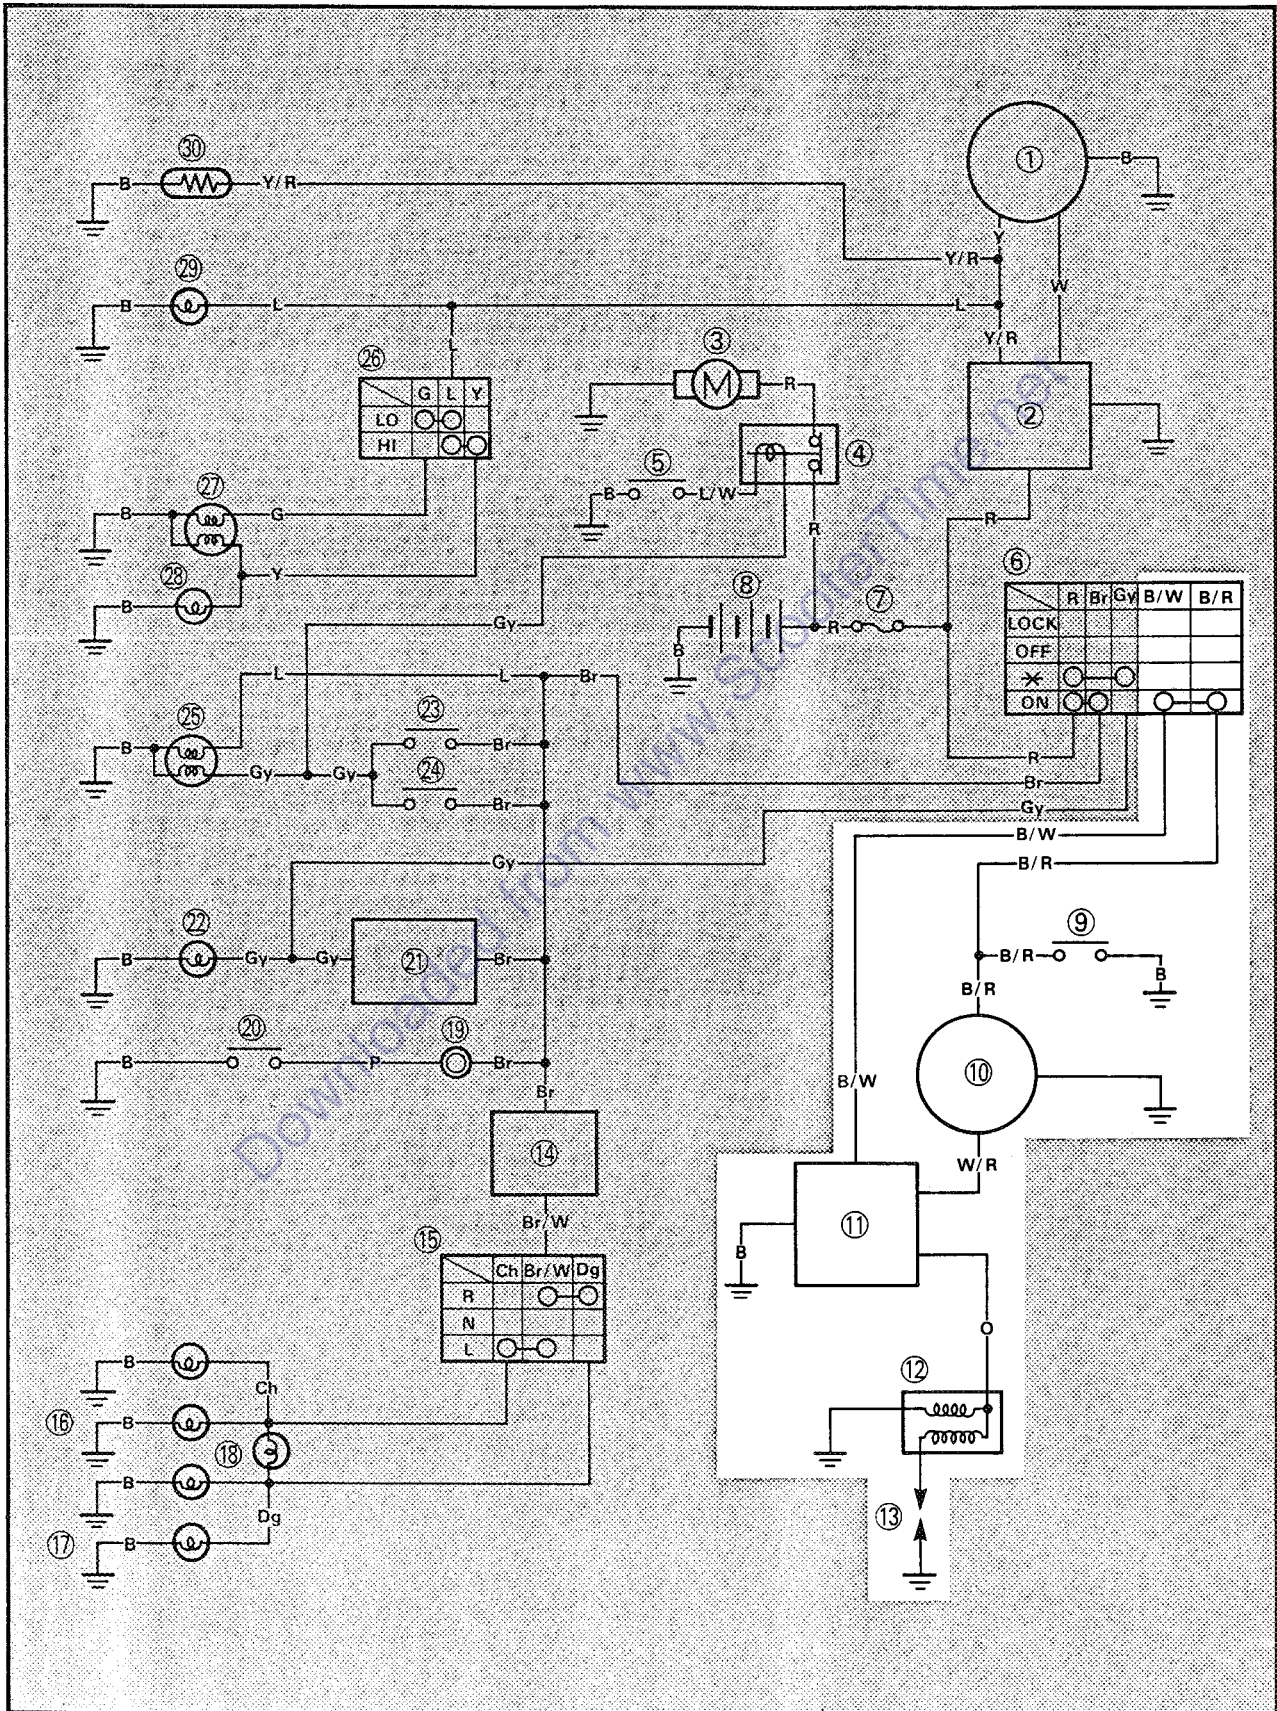 ①
B
30
B
Y/R
Y
Y/R
W
29
B
L
L
L
Y/R
③
M
R
②
26
G L Y
LO
HI
④
⑤
B
L/W
R
R
27
B
G
28
B
Y
⑥
R Br Gy B/W B/R
LOCK
OFF
ON
⑧
B
R
⑦
Gy
L
L
Br
25
B
Gy
Gy
23
Br
24
Br
R
Br
Gy
B/W
B/R
Gy
22
B
Gy
Gy
21
Br
⑨
B/R
B
B/R
20
B
P
19
Br
Br
⑩
B/W
W/R
14
Br/W
⑪
B
15
Ch Br/W Dg
R
N
L
O
⑫
B
Ch
16
B
18
B
Dg
17
B
⑬
Downloaded from www.ScooterTime.net